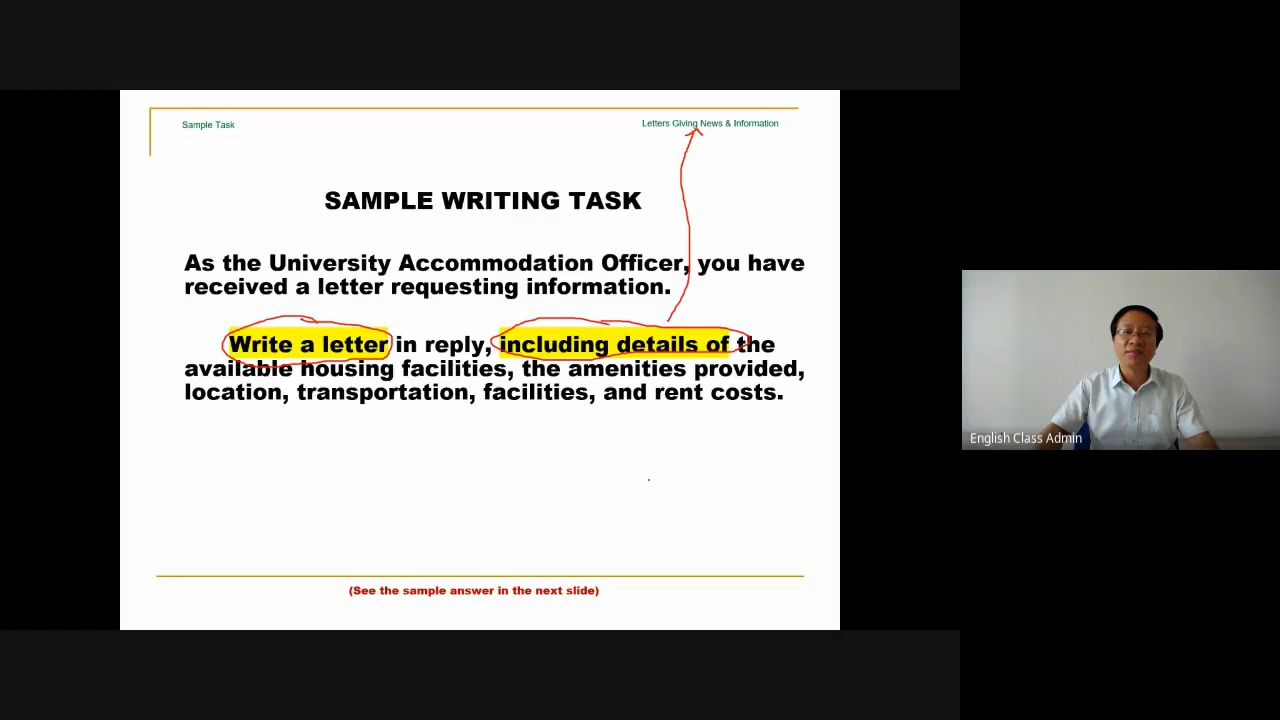 Sample Task
Letters Giving News & Information
SAMPLE WRITING TASK
As the University Accommodation Officer, you have
received a letter requesting information.
Write a letter in reply, including details of the
available housing facilities, the amenities provided,
location, transportation, facilities, and rent costs.
(See the sample answer in the next slide)
English Class Admin